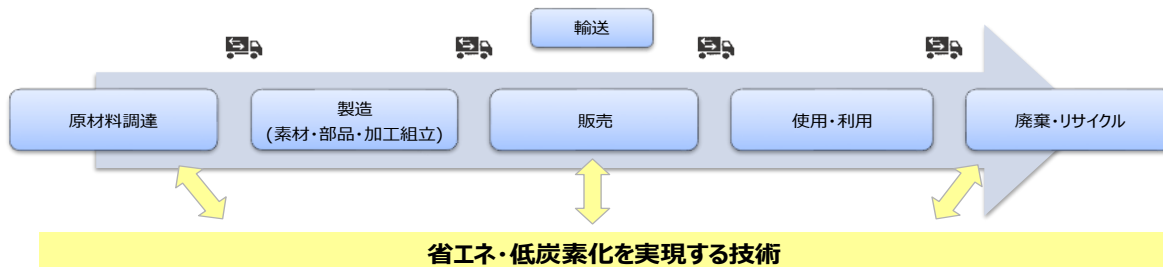 輸送
原材料調達
製造
(素材・部品・加工組立)
販売
使用・利用
廃棄・リサイクル
省エネ・低炭素化を実現する技術